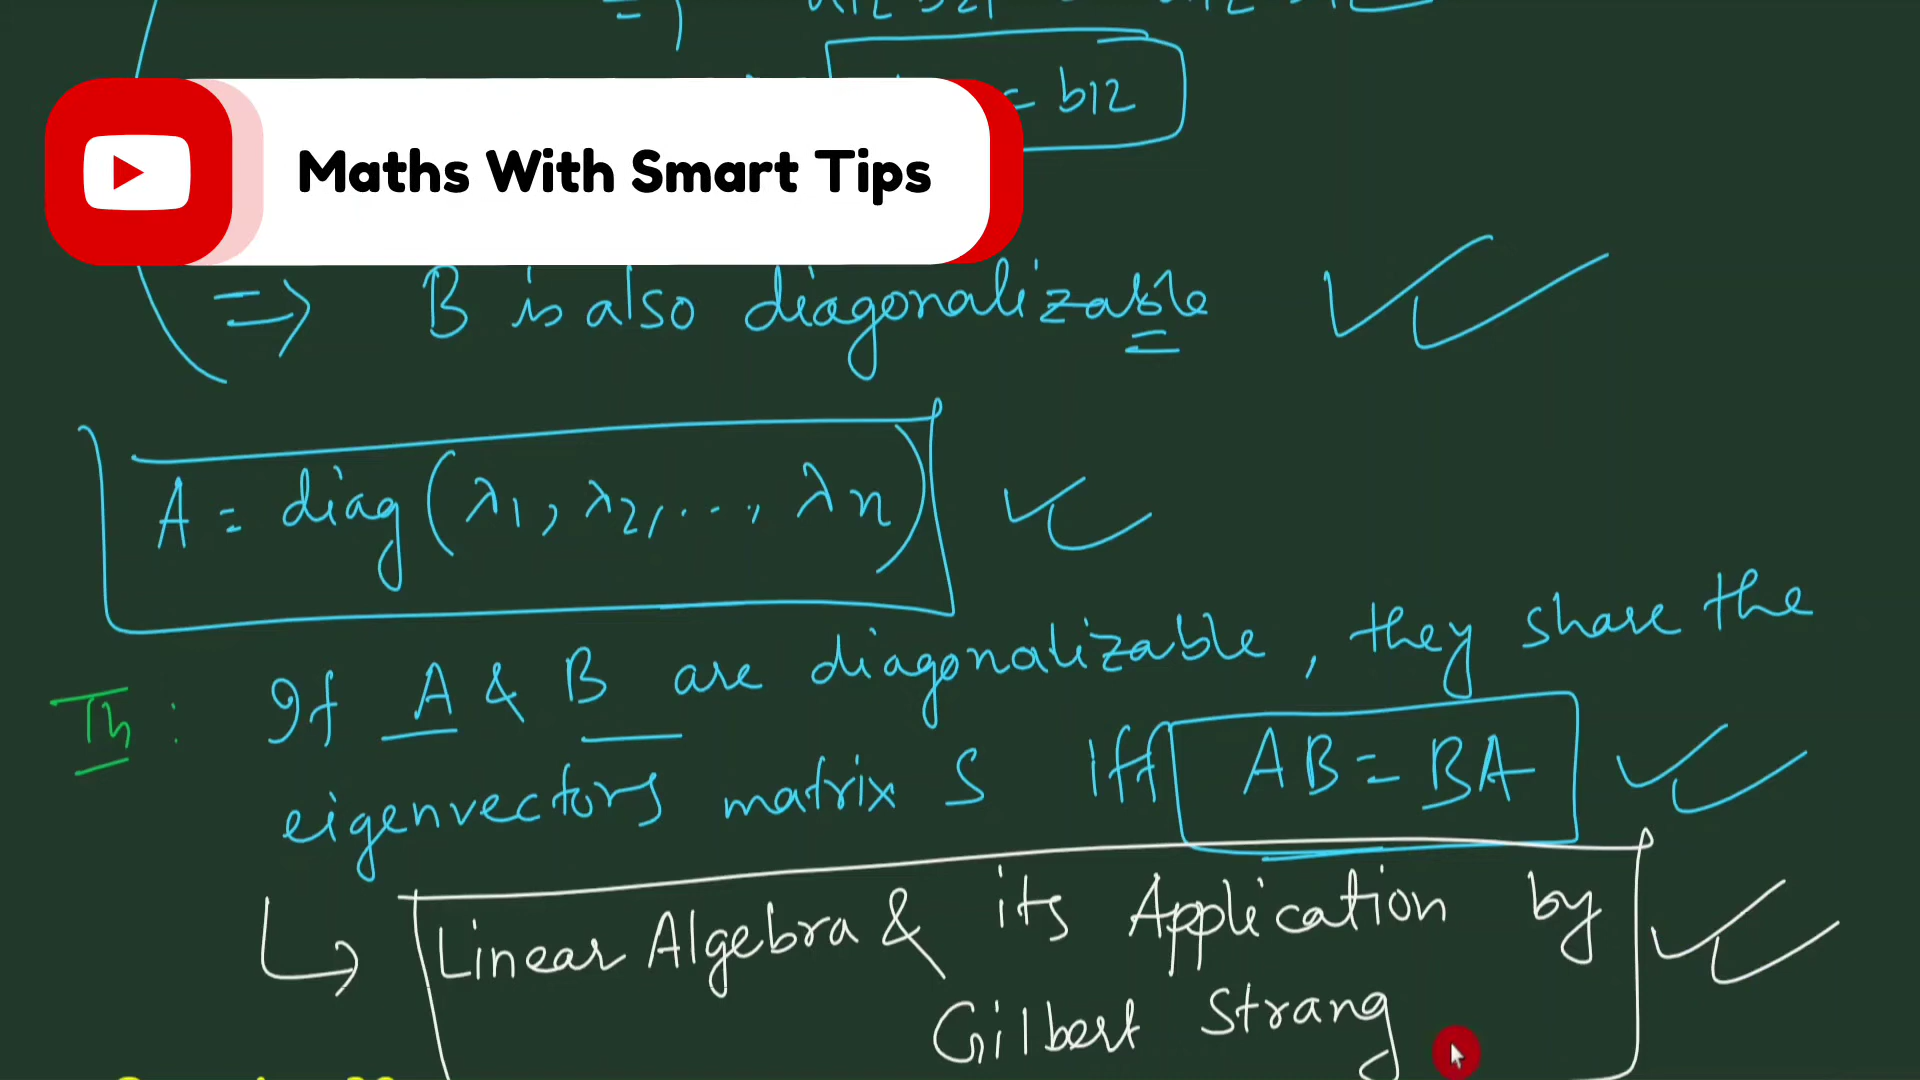 = b12
Maths With Smart Tips
=> B is also diagonalizable
A = diag (λ1, λ2, ..., λn)
Th : If A & B are diagonalizable, they share the
eigenvectors matrix S iff AB = BA
Linear Algebra & its Application by
Gilbert Strang